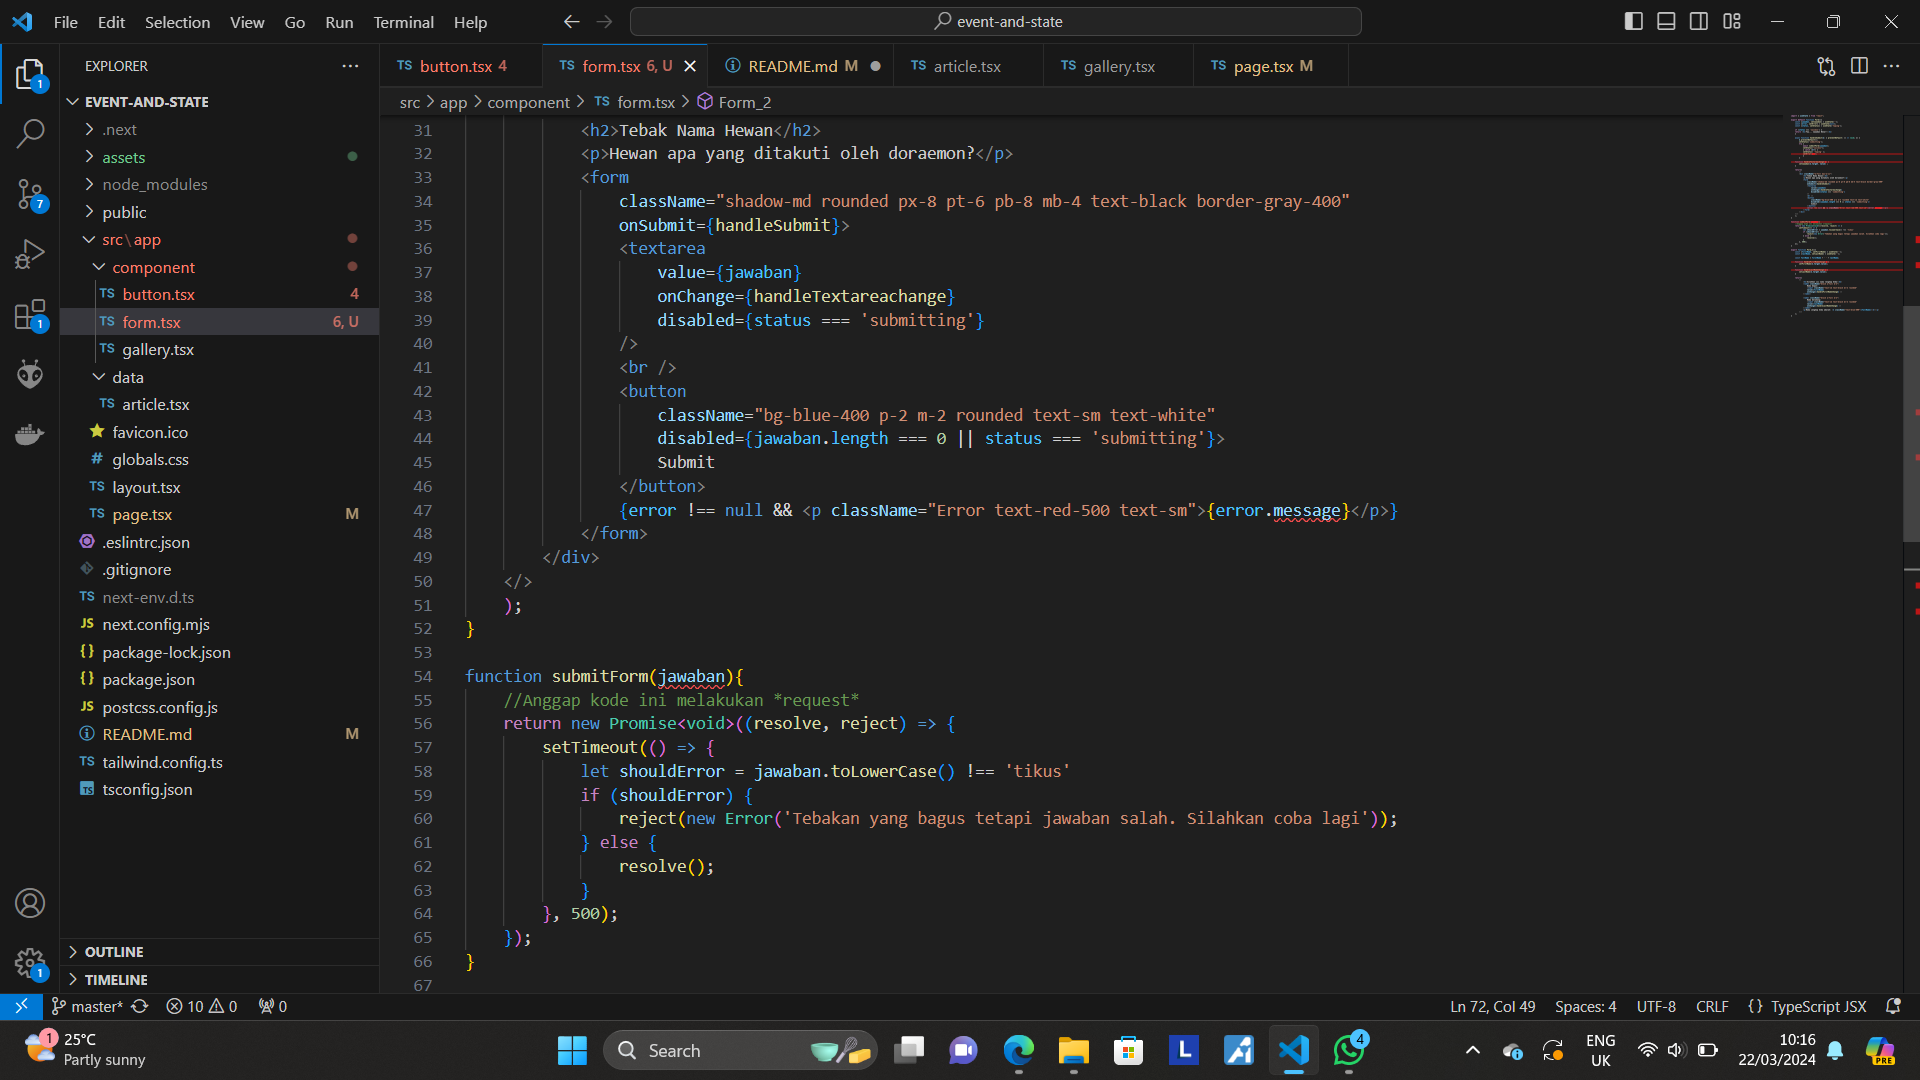 File Edit Selection View Go Run Terminal Help event-and-state
EXPLORER
EVENT-AND-STATE
.next
assets
node_modules
public
src\app
component
TS button.tsx 4
TS form.tsx 6, U
TS gallery.tsx
data
TS article.tsx
favicon.ico
# globals.css
TS layout.tsx
TS page.tsx M
.eslintrc.json
.gitignore
TS next-env.d.ts
JS next.config.mjs
{} package-lock.json
{} package.json
JS postcss.config.js
README.md M
TS tailwind.config.ts
TS tsconfig.json
OUTLINE
TIMELINE
1
7
1
1
TS button.tsx 4 TS form.tsx 6, U README.md M TS article.tsx TS gallery.tsx TS page.tsx M
src > app > component > TS form.tsx > Form_2
31 <h2>Tebak Nama Hewan</h2>
32 <p>Hewan apa yang ditakuti oleh doraemon?</p>
33 <form
34 className="shadow-md rounded px-8 pt-6 pb-8 mb-4 text-black border-gray-400"
35 onSubmit={handleSubmit}>
36 <textarea
37 value={jawaban}
38 onChange={handleTextareachange}
39 disabled={status === 'submitting'}
40 />
41 <br />
42 <button
43 className="bg-blue-400 p-2 m-2 rounded text-sm text-white"
44 disabled={jawaban.length === 0 || status === 'submitting'}>
45 Submit
46 </button>
47 {error !== null && <p className="Error text-red-500 text-sm">{error.message}</p>}
48 </form>
49 </div>
50 </>
51 );
52 }
53
54 function submitForm(jawaban){
55 //Anggap kode ini melakukan *request*
56 return new Promise<void>((resolve, reject) => {
57 setTimeout(() => {
58 let shouldError = jawaban.toLowerCase() !== 'tikus'
59 if (shouldError) {
60 reject(new Error('Tebakan yang bagus tetapi jawaban salah. Silahkan coba lagi'));
61 } else {
62 resolve();
63 }
64 }, 500);
65 });
66 }
67
master* 10 0 0 Ln 72, Col 49 Spaces: 4 UTF-8 CRLF {} TypeScript JSX
1 25°C
Partly sunny
Search
L
4
ENG
UK
10:16
22/03/2024
PRE